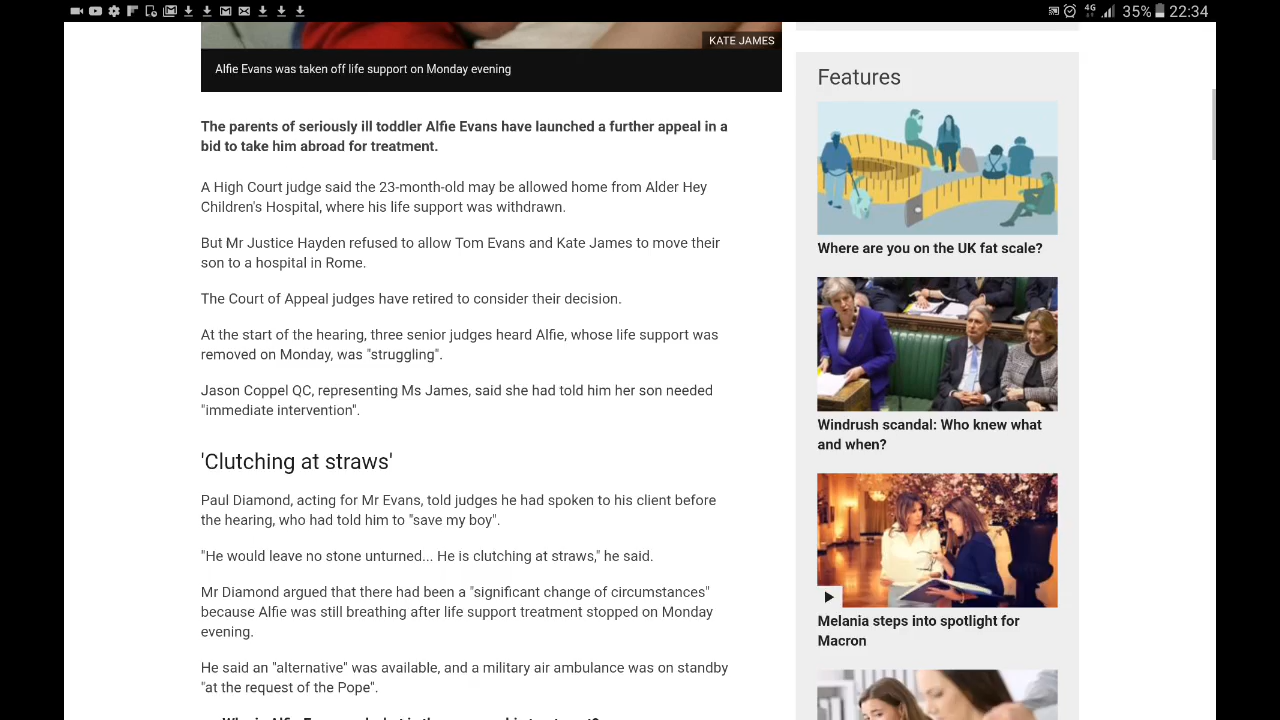 4G 35% 22:34
KATE JAMES
Alfie Evans was taken off life support on Monday evening
The parents of seriously ill toddler Alfie Evans have launched a further appeal in a
bid to take him abroad for treatment.
A High Court judge said the 23-month-old may be allowed home from Alder Hey
Children's Hospital, where his life support was withdrawn.
But Mr Justice Hayden refused to allow Tom Evans and Kate James to move their
son to a hospital in Rome.
The Court of Appeal judges have retired to consider their decision.
At the start of the hearing, three senior judges heard Alfie, whose life support was
removed on Monday, was "struggling".
Jason Coppel QC, representing Ms James, said she had told him her son needed
"immediate intervention".
'Clutching at straws'
Paul Diamond, acting for Mr Evans, told judges he had spoken to his client before
the hearing, who had told him to "save my boy".
"He would leave no stone unturned... He is clutching at straws," he said.
Mr Diamond argued that there had been a "significant change of circumstances"
because Alfie was still breathing after life support treatment stopped on Monday
evening.
He said an "alternative" was available, and a military air ambulance was on standby
"at the request of the Pope".
Features
Where are you on the UK fat scale?
Windrush scandal: Who knew what
and when?
Melania steps into spotlight for
Macron